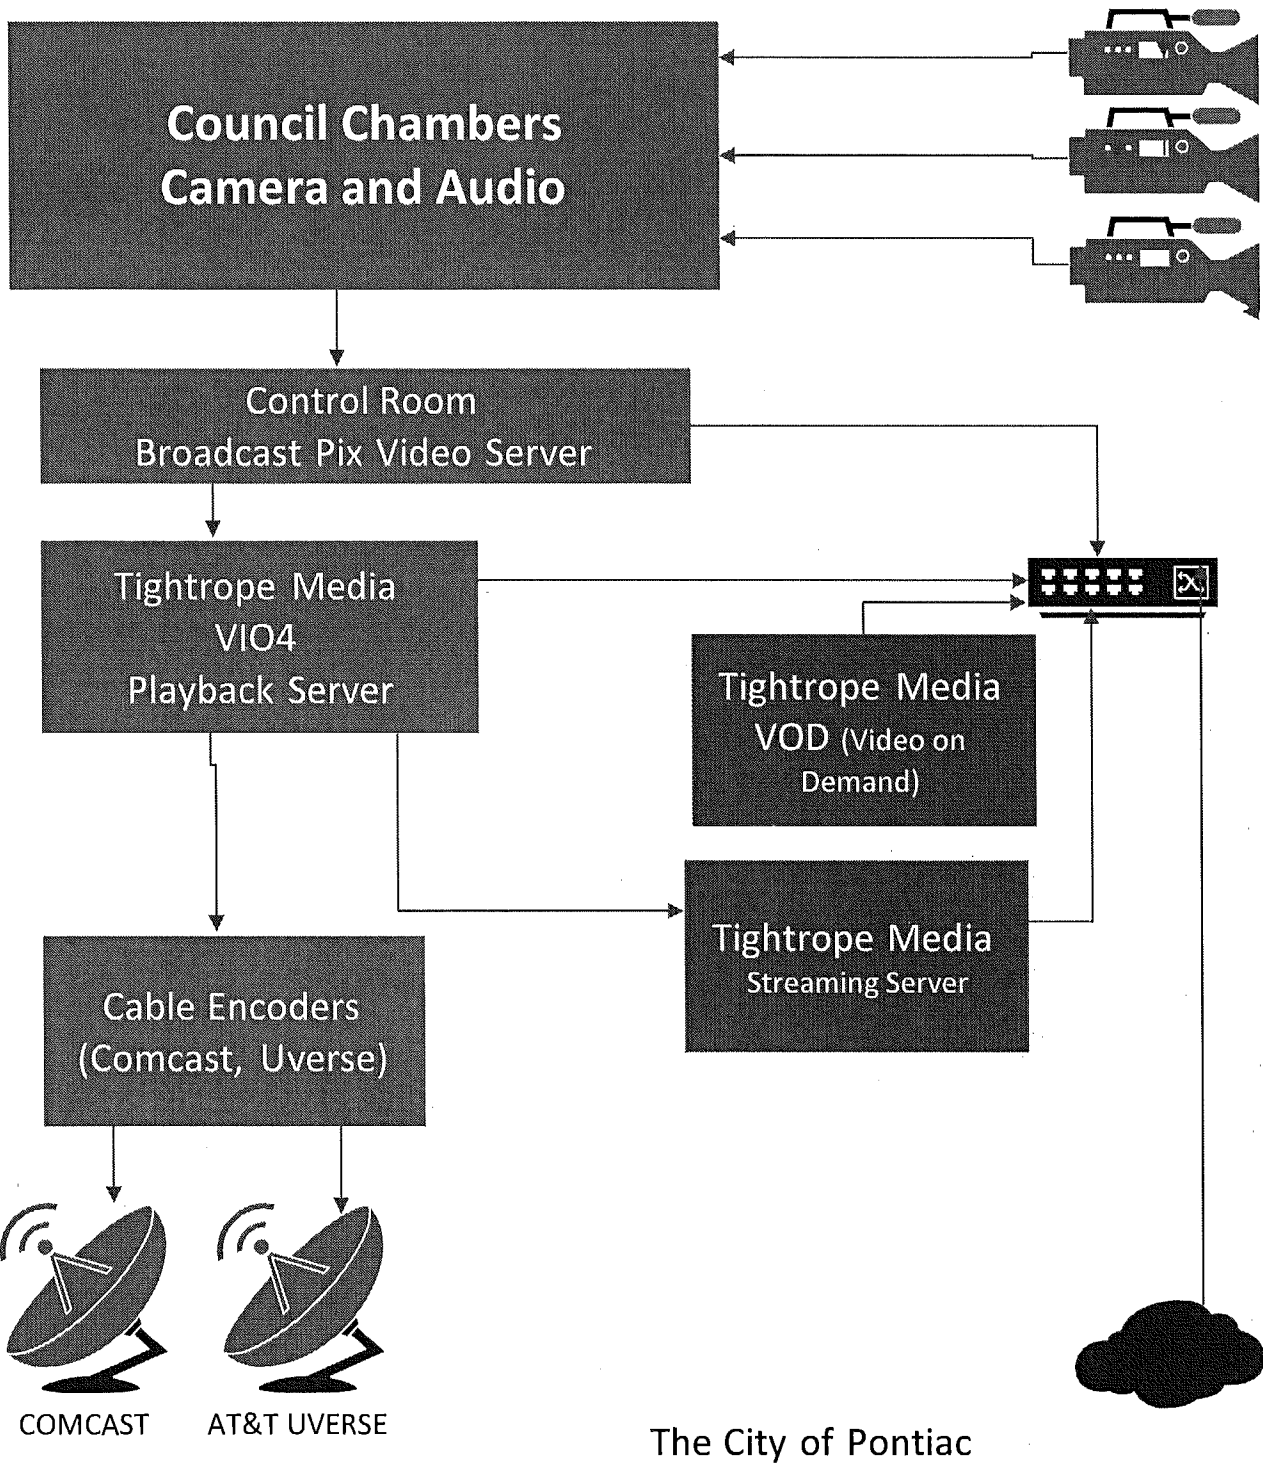 Council Chambers
Camera and Audio
Control Room
Broadcast Pix Video Server
Tightrope Media
VIO4
Playback Server
Tightrope Media
VOD (Video on
Demand)
Tightrope Media
Streaming Server
Cable Encoders
(Comcast, Uverse)
COMCAST
AT&T UVERSE
The City of Pontiac